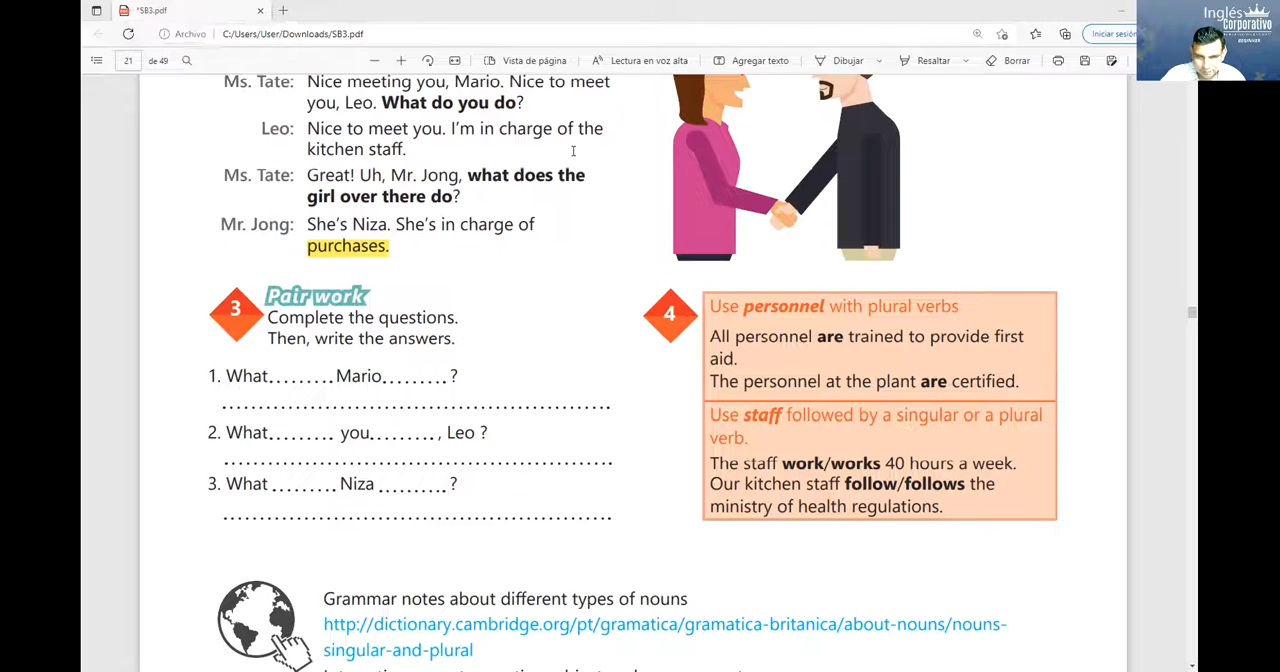 *SB3.pdf
Archivo
C:/Users/User/Downloads/SB3.pdf
Iniciar sesión
Inglés
Corporativo
BEGINNER
21
de 49
Vista de página
Lectura en voz alta
Agregar texto
Dibujar
Resaltar
Borrar
Ms. Tate: Nice meeting you, Mario. Nice to meet
you, Leo. What do you do?
Leo: Nice to meet you. I'm in charge of the
kitchen staff.
Ms. Tate: Great! Uh, Mr. Jong, what does the
girl over there do?
Mr. Jong: She's Niza. She's in charge of
purchases.
3
Pair work
Complete the questions.
Then, write the answers.
1. What......... Mario......... ?
2. What......... you........., Leo ?
3. What ......... Niza ......... ?
4
Use personnel with plural verbs
All personnel are trained to provide first
aid.
The personnel at the plant are certified.
Use staff followed by a singular or a plural
verb.
The staff work/works 40 hours a week.
Our kitchen staff follow/follows the
ministry of health regulations.
Grammar notes about different types of nouns
http://dictionary.cambridge.org/pt/gramatica/gramatica-britanica/about-nouns/nouns-
singular-and-plural